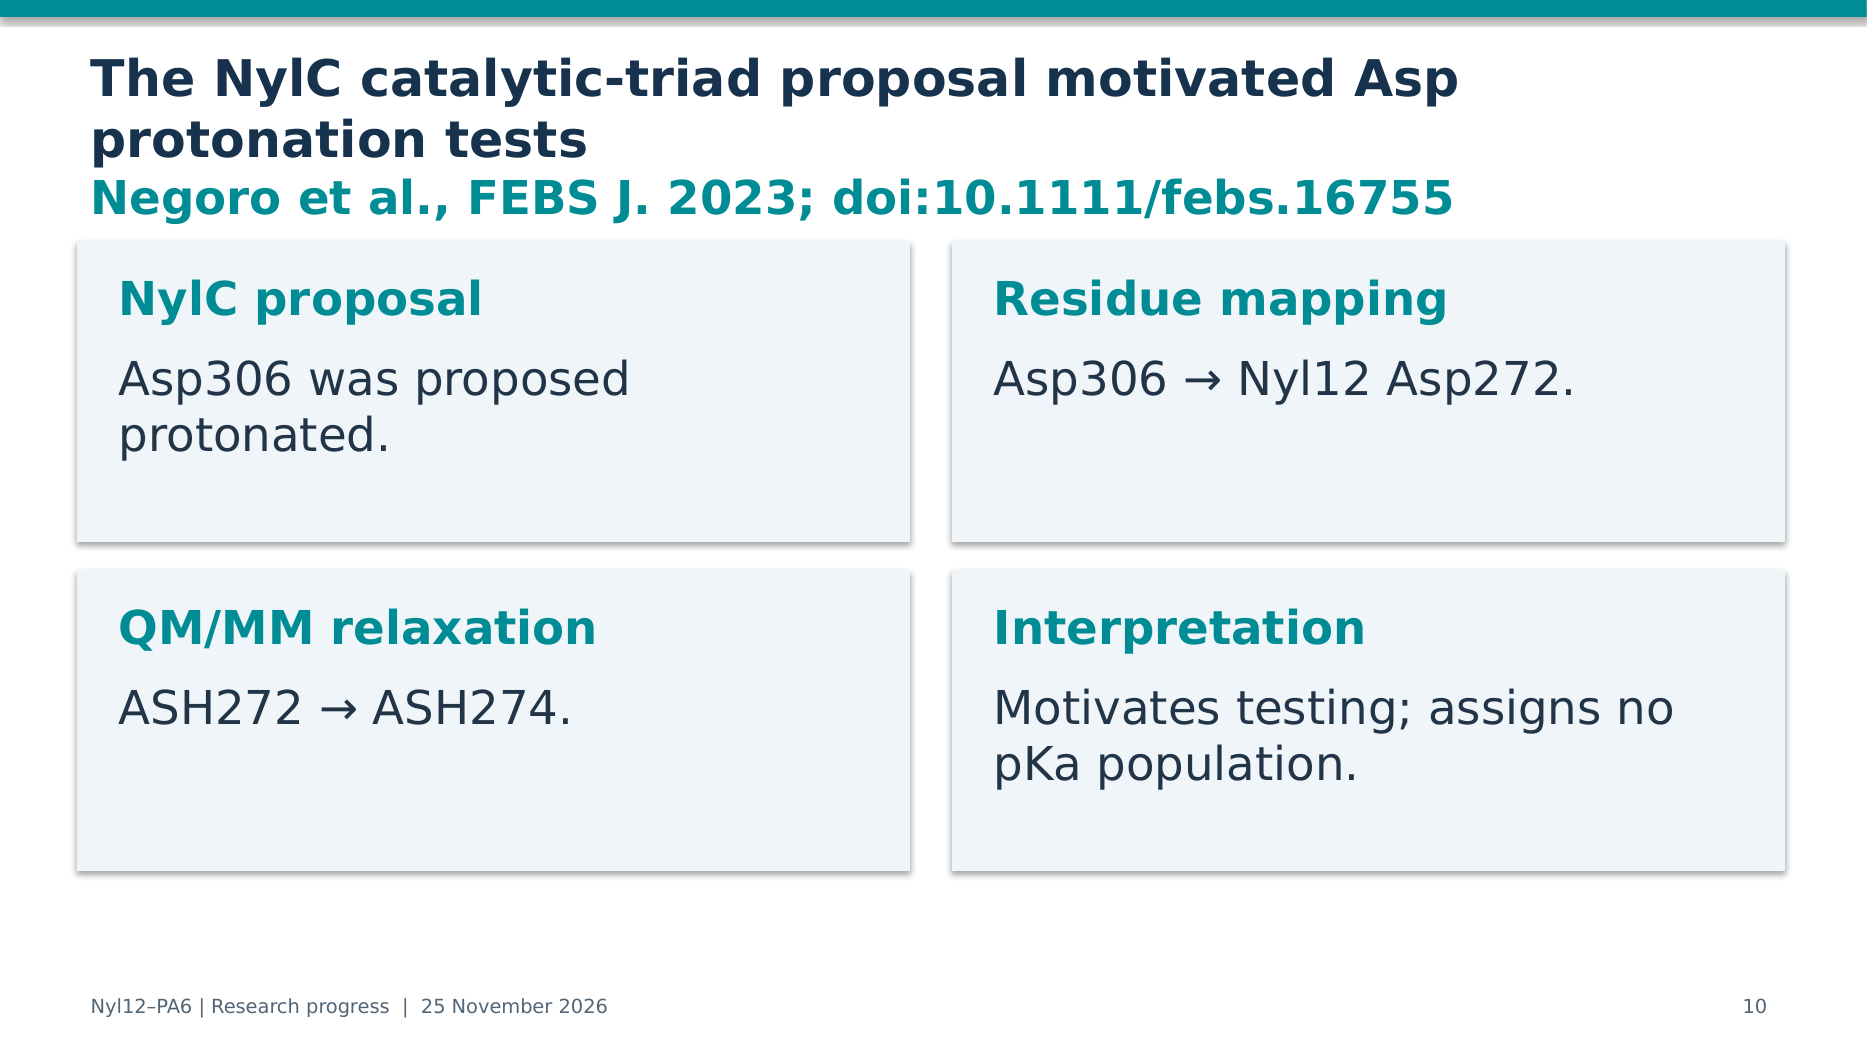 The NylC catalytic-triad proposal motivated Asp
protonation tests
Negoro et al., FEBS J. 2023; doi:10.1111/febs.16755
NylC proposal
Asp306 was proposed
protonated.
Residue mapping
Asp306 → Nyl12 Asp272.
QM/MM relaxation
ASH272 → ASH274.
Interpretation
Motivates testing; assigns no
pKa population.
Nyl12–PA6 | Research progress | 25 November 2026
10